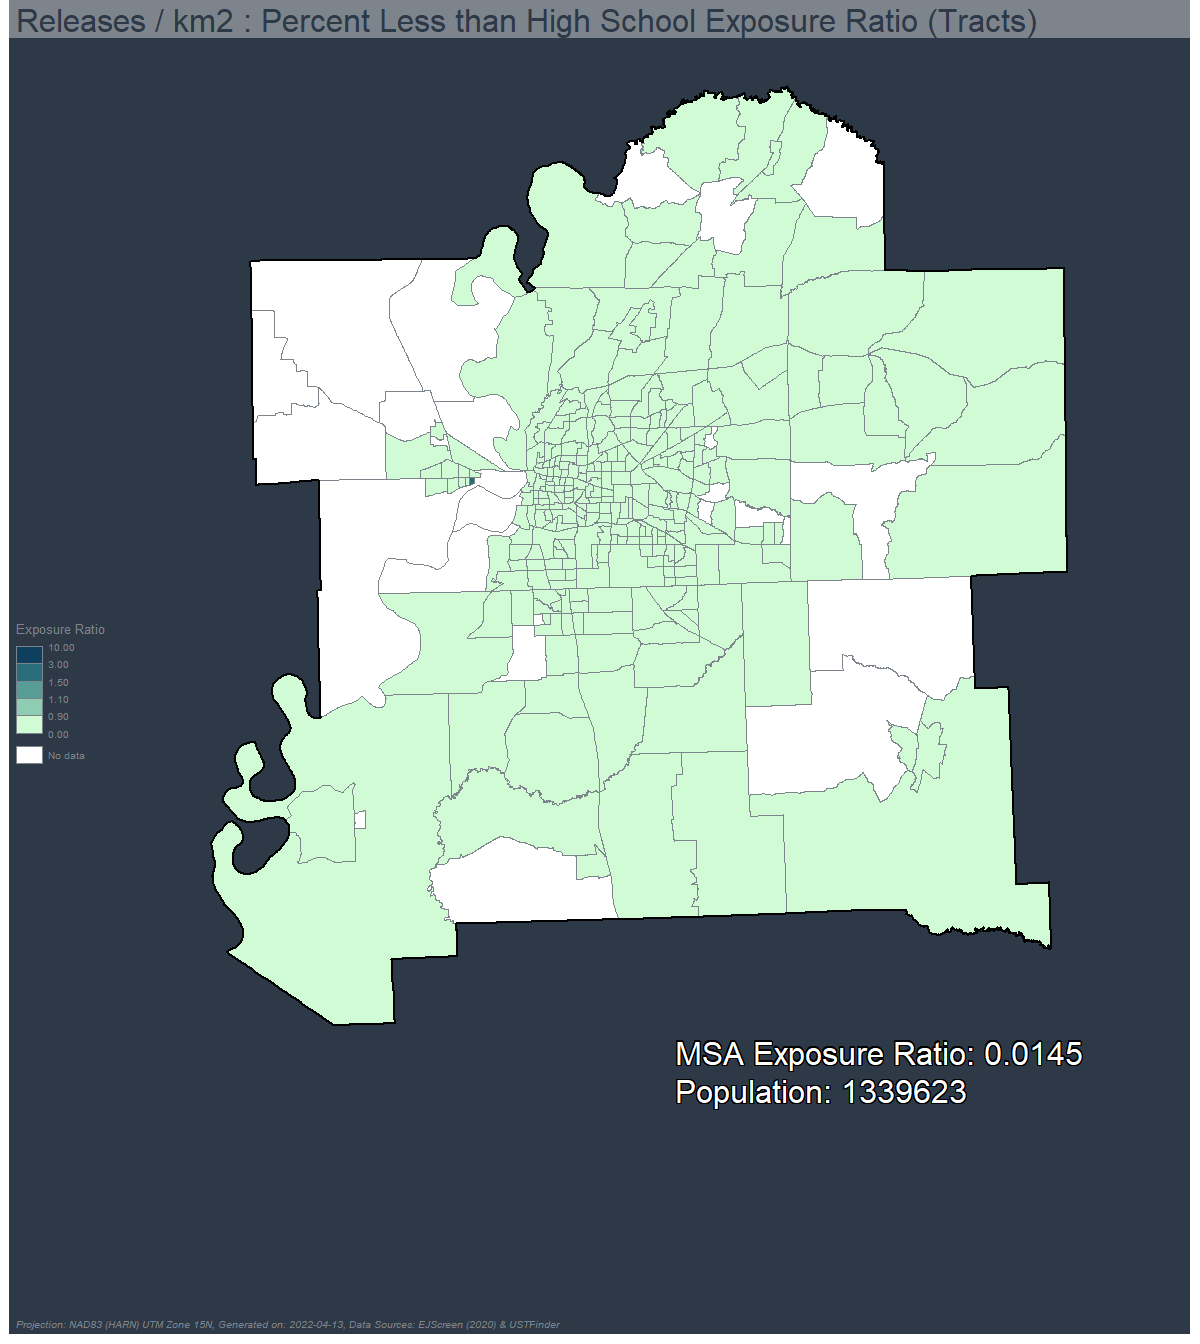 Releases / km2 : Percent Less than High School Exposure Ratio (Tracts)
Exposure Ratio
10.00
3.00
1.50
1.10
0.90
0.00
No data
MSA Exposure Ratio: 0.0145
Population: 1339623
Projection: NAD83 (HARN) UTM Zone 15N, Generated on: 2022-04-13, Data Sources: EJScreen (2020) & USTFinder